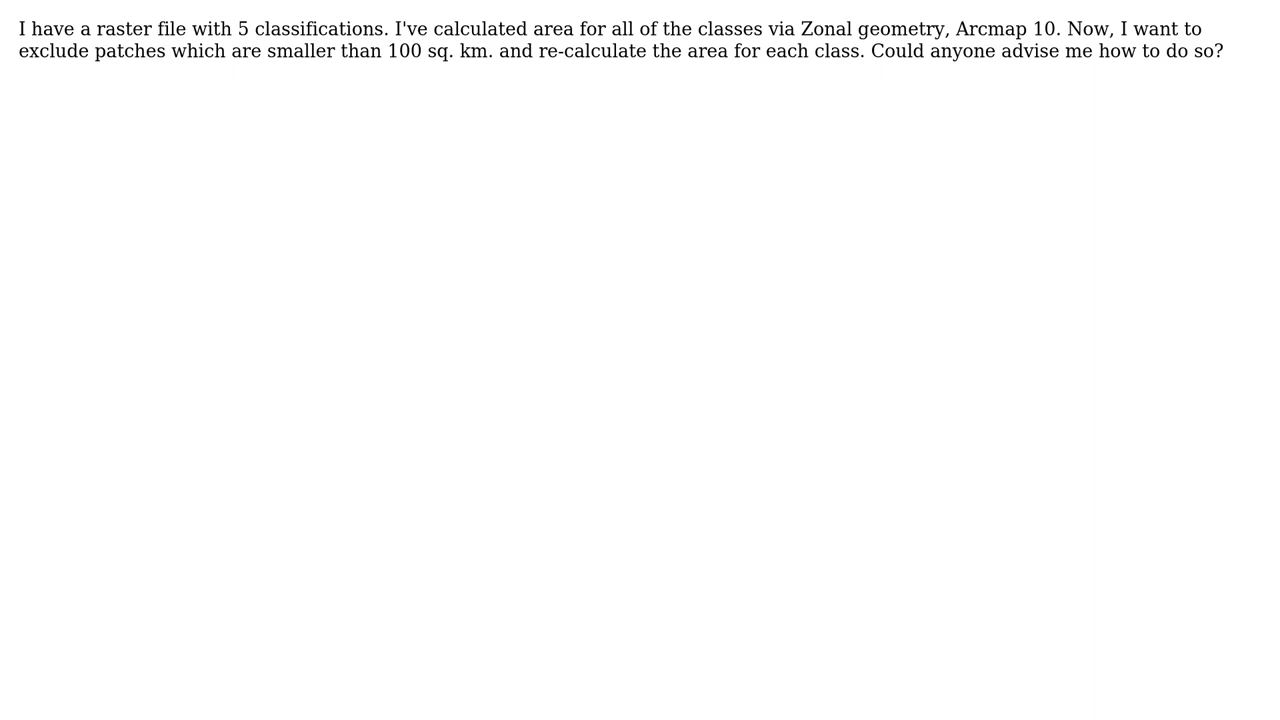 I have a raster file with 5 classifications. I've calculated area for all of the classes via Zonal geometry, Arcmap 10. Now, I want to
exclude patches which are smaller than 100 sq. km. and re-calculate the area for each class. Could anyone advise me how to do so?